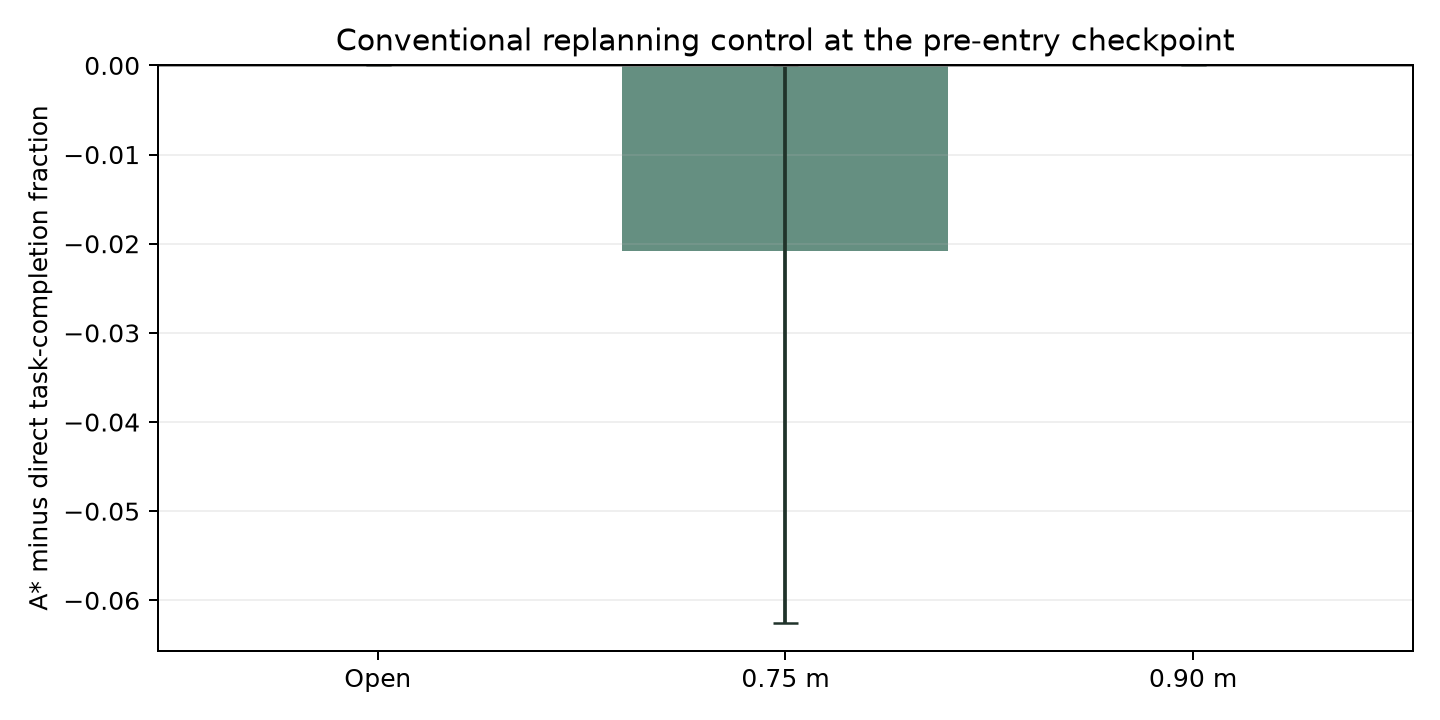 Conventional replanning control at the pre-entry checkpoint
A* minus direct task-completion fraction
0.00
−0.01
−0.02
−0.03
−0.04
−0.05
−0.06
Open
0.75 m
0.90 m